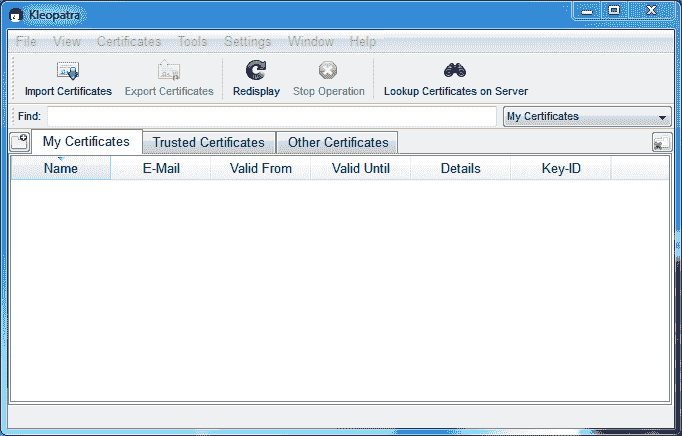 Kleopatra
File View Certificates Tools Settings Window Help
Import Certificates Export Certificates Redisplay Stop Operation Lookup Certificates on Server
Find: My Certificates
My Certificates Trusted Certificates Other Certificates
Name E-Mail Valid From Valid Until Details Key-ID